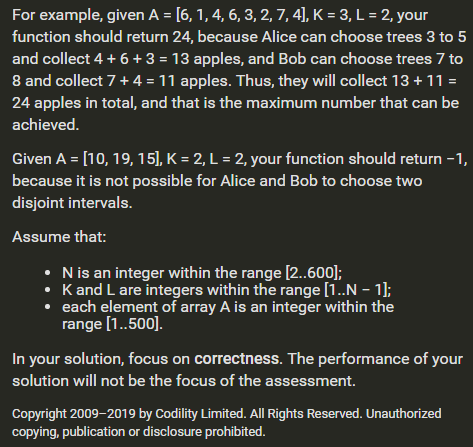 For example, given A = [6, 1, 4, 6, 3, 2, 7, 4], K = 3, L = 2, your
function should return 24, because Alice can choose trees 3 to 5
and collect 4 + 6 + 3 = 13 apples, and Bob can choose trees 7 to
8 and collect 7 + 4 = 11 apples. Thus, they will collect 13 + 11 =
24 apples in total, and that is the maximum number that can be
achieved.
Given A = [10, 19, 15], K = 2, L = 2, your function should return −1,
because it is not possible for Alice and Bob to choose two
disjoint intervals.
Assume that:
• N is an integer within the range [2..600];
• K and L are integers within the range [1..N − 1];
• each element of array A is an integer within the
range [1..500].
In your solution, focus on correctness. The performance of your
solution will not be the focus of the assessment.
Copyright 2009–2019 by Codility Limited. All Rights Reserved. Unauthorized
copying, publication or disclosure prohibited.